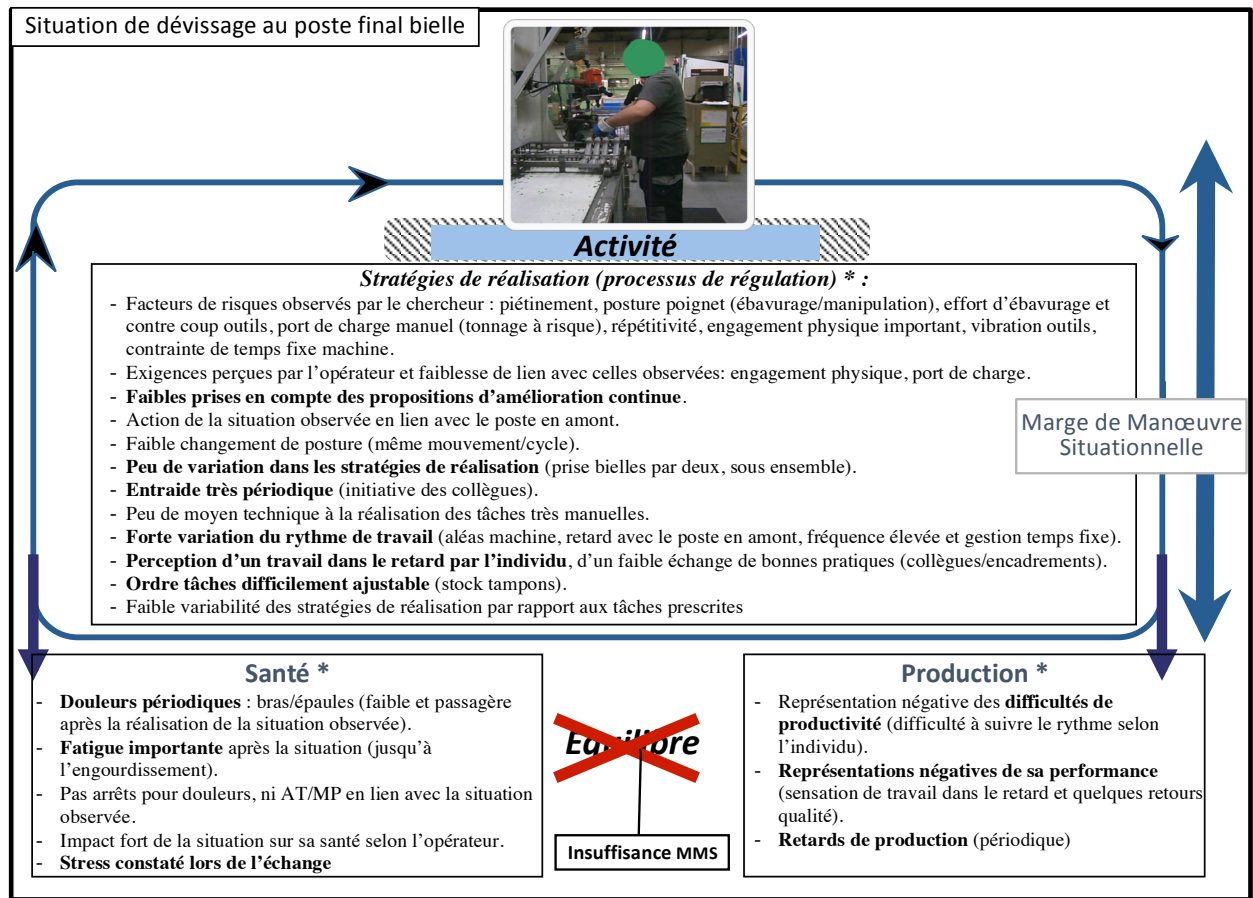 Situation de dévissage au poste final bielle
Activité
Stratégies de réalisation (processus de régulation) * :
- Facteurs de risques observés par le chercheur : piétinement, posture poignet (ébavurage/manipulation), effort d'ébavurage et
contre coup outils, port de charge manuel (tonnage à risque), répétitivité, engagement physique important, vibration outils,
contrainte de temps fixe machine.
- Exigences perçues par l'opérateur et faiblesse de lien avec celles observées: engagement physique, port de charge.
- Faibles prises en compte des propositions d'amélioration continue.
- Action de la situation observée en lien avec le poste en amont.
- Faible changement de posture (même mouvement/cycle).
- Peu de variation dans les stratégies de réalisation (prise bielles par deux, sous ensemble).
- Entraide très périodique (initiative des collègues).
- Peu de moyen technique à la réalisation des tâches très manuelles.
- Forte variation du rythme de travail (aléas machine, retard avec le poste en amont, fréquence élevée et gestion temps fixe).
- Perception d'un travail dans le retard par l'individu, d'un faible échange de bonnes pratiques (collègues/encadrements).
- Ordre tâches difficilement ajustable (stock tampons).
- Faible variabilité des stratégies de réalisation par rapport aux tâches prescrites
Marge de Manœuvre
Situationnelle
Santé *
- Douleurs périodiques : bras/épaules (faible et passagère
après la réalisation de la situation observée).
- Fatigue importante après la situation (jusqu'à
l'engourdissement).
- Pas arrêts pour douleurs, ni AT/MP en lien avec la situation
observée.
- Impact fort de la situation sur sa santé selon l'opérateur.
- Stress constaté lors de l'échange
Equilibre
Insuffisance MMS
Production *
- Représentation négative des difficultés de
productivité (difficulté à suivre le rythme selon
l'individu).
- Représentations négatives de sa performance
(sensation de travail dans le retard et quelques retours
qualité).
- Retards de production (périodique)